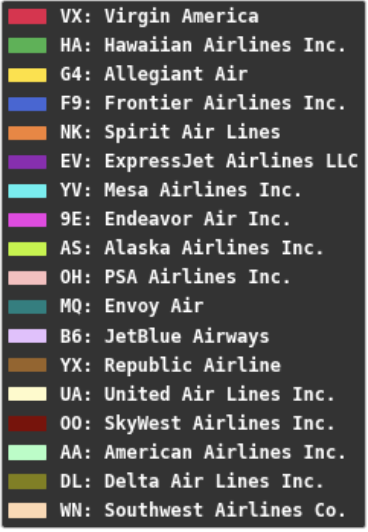 VX: Virgin America
HA: Hawaiian Airlines Inc.
G4: Allegiant Air
F9: Frontier Airlines Inc.
NK: Spirit Air Lines
EV: ExpressJet Airlines LLC
YV: Mesa Airlines Inc.
9E: Endeavor Air Inc.
AS: Alaska Airlines Inc.
OH: PSA Airlines Inc.
MQ: Envoy Air
B6: JetBlue Airways
YX: Republic Airline
UA: United Air Lines Inc.
OO: SkyWest Airlines Inc.
AA: American Airlines Inc.
DL: Delta Air Lines Inc.
WN: Southwest Airlines Co.